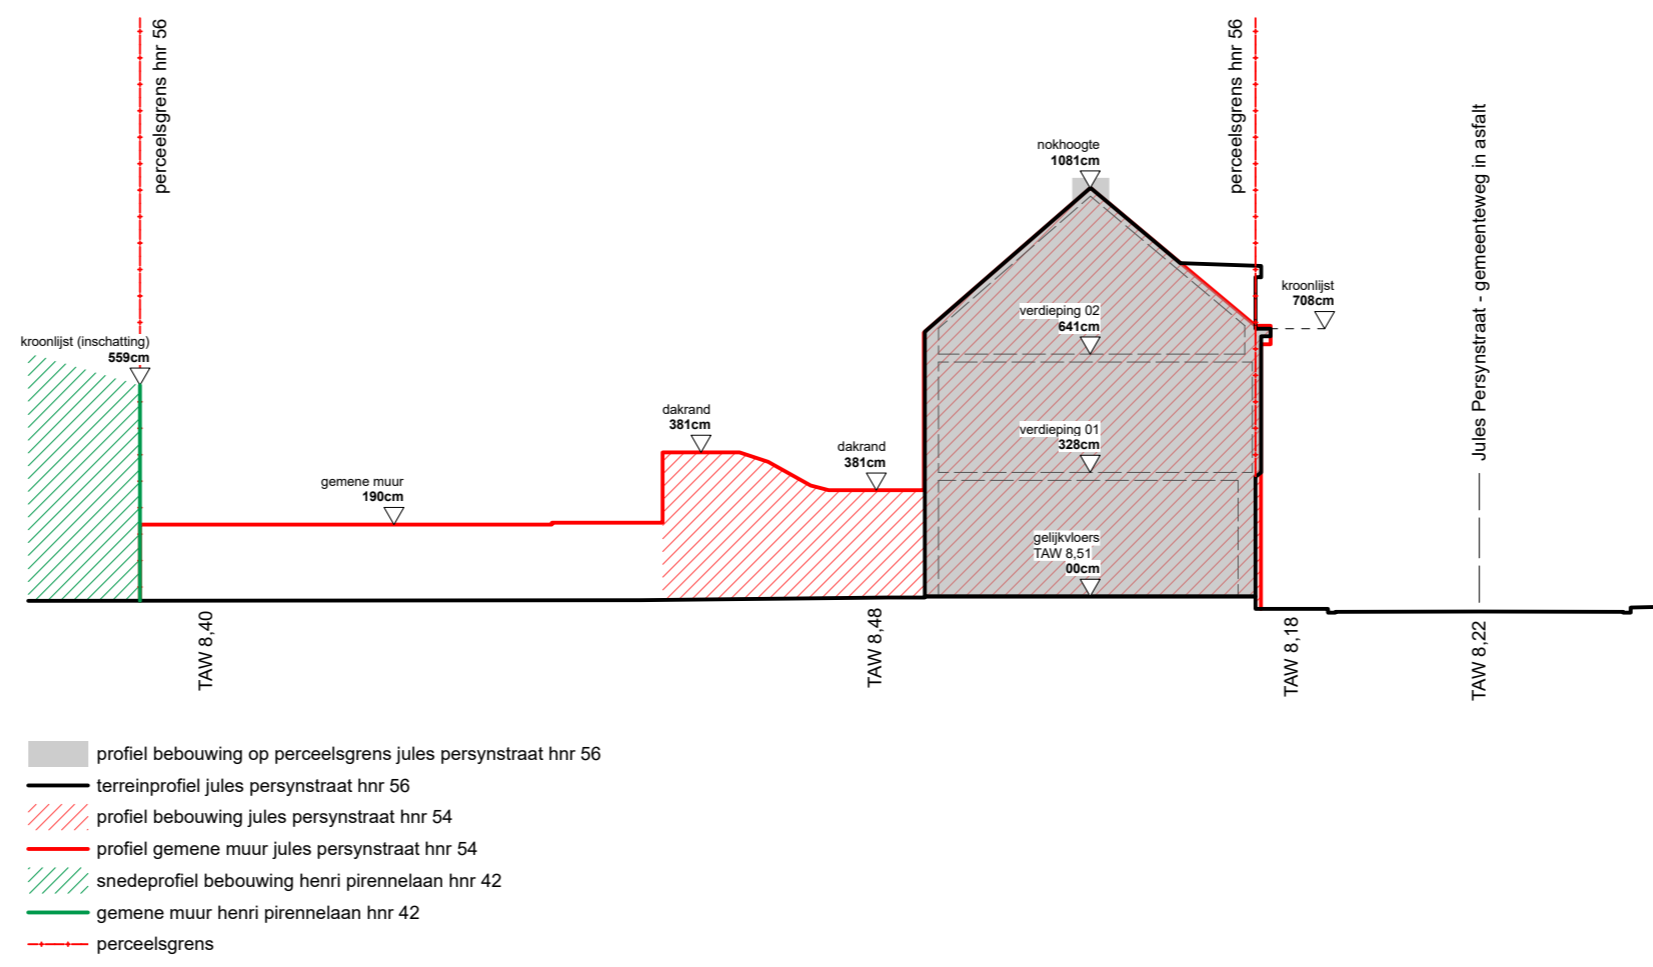 perceelsgrens hnr 56
perceelsgrens hnr 56
Jules Persynstraat - gemeenteweg in asfalt
nokhoogte
1081cm
kroonlijst
708cm
verdieping 02
641cm
kroonlijst (inschatting)
559cm
dakrand
381cm
dakrand
381cm
verdieping 01
328cm
gemene muur
190cm
gelijkvloers
TAW 8,51
00cm
TAW 8,40
TAW 8,48
TAW 8,18
TAW 8,22
profiel bebouwing op perceelsgrens jules persynstraat hnr 56
terreinprofiel jules persynstraat hnr 56
profiel bebouwing jules persynstraat hnr 54
profiel gemene muur jules persynstraat hnr 54
snedeprofiel bebouwing henri pirennelaan hnr 42
gemene muur henri pirennelaan hnr 42
perceelsgrens